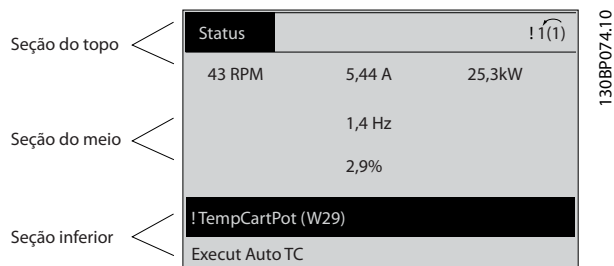 Seção do topo
Status
! 1(1)
43 RPM 5,44 A 25,3kW
Seção do meio
1,4 Hz
2,9%
! TempCartPot (W29)
Seção inferior
Execut Auto TC
130BP074.10